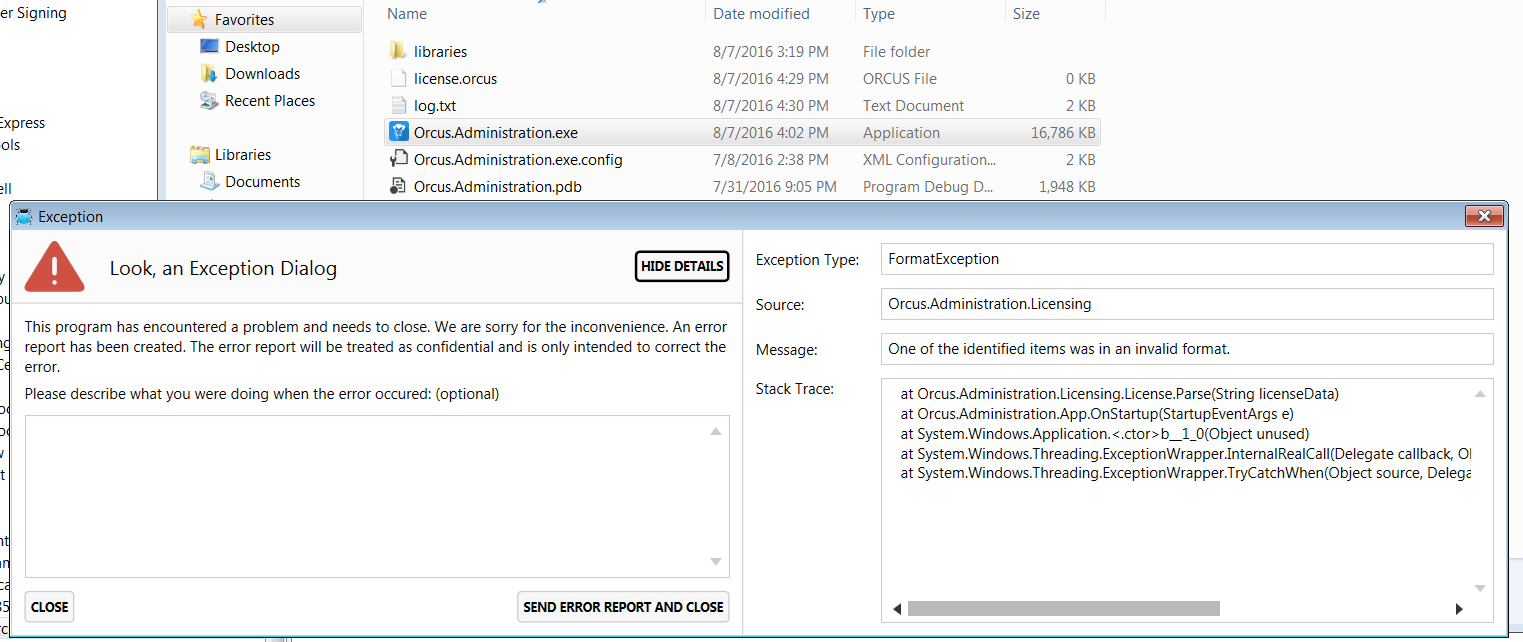 er Signing
Express
ools
ell
Favorites
Desktop
Downloads
Recent Places
Libraries
Documents
Name Date modified Type Size
libraries 8/7/2016 3:19 PM File folder
license.orcus 8/7/2016 4:29 PM ORCUS File 0 KB
log.txt 8/7/2016 4:30 PM Text Document 2 KB
Orcus.Administration.exe 8/7/2016 4:02 PM Application 16,786 KB
Orcus.Administration.exe.config 7/8/2016 2:38 PM XML Configuration... 2 KB
Orcus.Administration.pdb 7/31/2016 9:05 PM Program Debug D... 1,948 KB
Exception
Look, an Exception Dialog
HIDE DETAILS
This program has encountered a problem and needs to close. We are sorry for the inconvenience. An error
report has been created. The error report will be treated as confidential and is only intended to correct the
error.
Please describe what you were doing when the error occured: (optional)
CLOSE
SEND ERROR REPORT AND CLOSE
Exception Type: FormatException
Source: Orcus.Administration.Licensing
Message: One of the identified items was in an invalid format.
Stack Trace:
at Orcus.Administration.Licensing.License.Parse(String licenseData)
at Orcus.Administration.App.OnStartup(StartupEventArgs e)
at System.Windows.Application.<.ctor>b__1_0(Object unused)
at System.Windows.Threading.ExceptionWrapper.InternalRealCall(Delegate callback, Ol
at System.Windows.Threading.ExceptionWrapper.TryCatchWhen(Object source, Delega